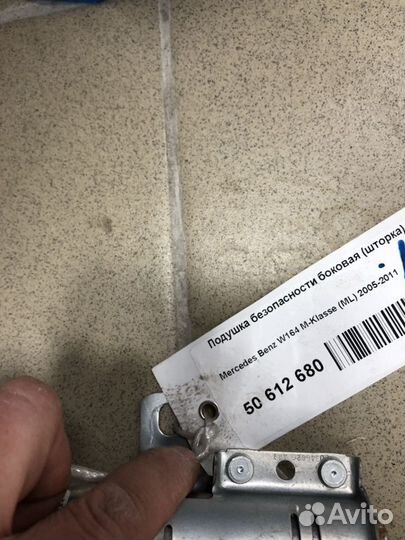 Подушка безопасности боковая (шторка)
Mercedes Benz W164 M-Klasse (ML) 2005-2011
50 612 680
Avito